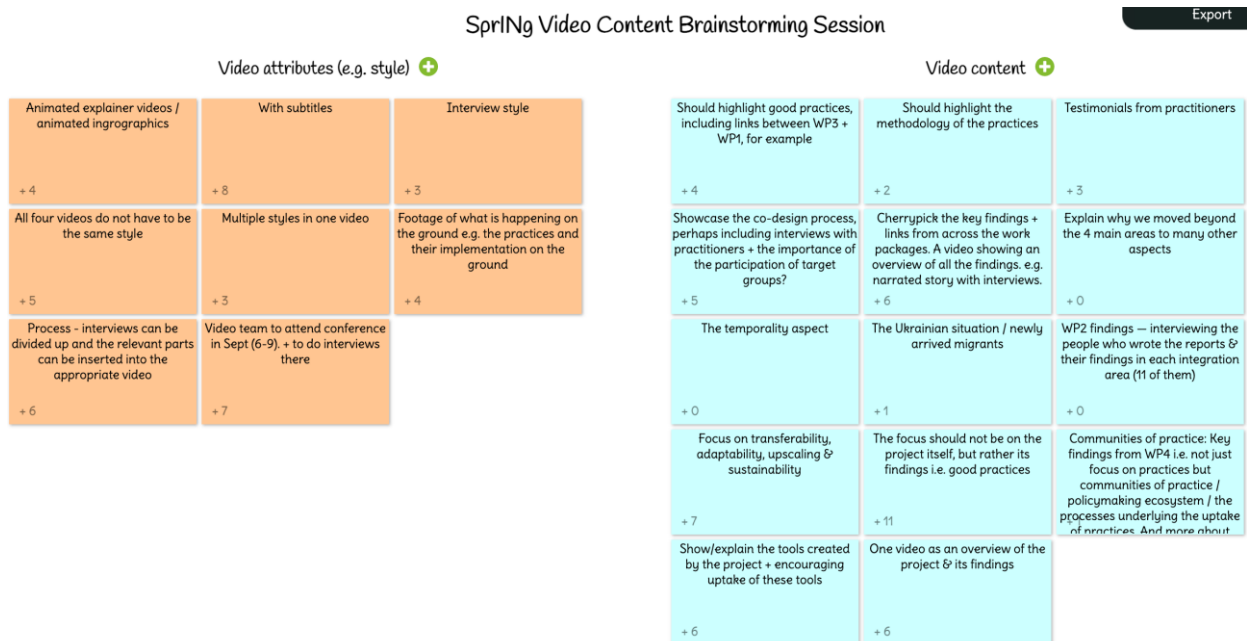 Export
SprINg Video Content Brainstorming Session
Video attributes (e.g. style)
Animated explainer videos /
animated ingrographics
+ 4
With subtitles
+ 8
Interview style
+ 3
All four videos do not have to be
the same style
+ 5
Multiple styles in one video
+ 3
Footage of what is happening on
the ground e.g. the practices and
their implementation on the
ground
+ 4
Process - interviews can be
divided up and the relevant parts
can be inserted into the
appropriate video
+ 6
Video team to attend conference
in Sept (6-9). + to do interviews
there
+ 7
Video content
Should highlight good practices,
including links between WP3 +
WP1, for example
+ 4
Should highlight the
methodology of the practices
+ 2
Testimonials from practitioners
+ 3
Showcase the co-design process,
perhaps including interviews with
practitioners + the importance of
the participation of target
groups?
+ 5
Cherrypick the key findings +
links from across the work
packages. A video showing an
overview of all the findings. e.g.
narrated story with interviews.
+ 6
Explain why we moved beyond
the 4 main areas to many other
aspects
+ 0
The temporality aspect
+ 0
The Ukrainian situation / newly
arrived migrants
+ 1
WP2 findings — interviewing the
people who wrote the reports &
their findings in each integration
area (11 of them)
+ 0
Focus on transferability,
adaptability, upscaling &
sustainability
+ 7
The focus should not be on the
project itself, but rather its
findings i.e. good practices
+ 11
Communities of practice: Key
findings from WP4 i.e. not just
focus on practices but
communities of practice /
policymaking ecosystem / the
processes underlying the uptake
of practices. And more about
Show/explain the tools created
by the project + encouraging
uptake of these tools
+ 6
One video as an overview of the
project & its findings
+ 6